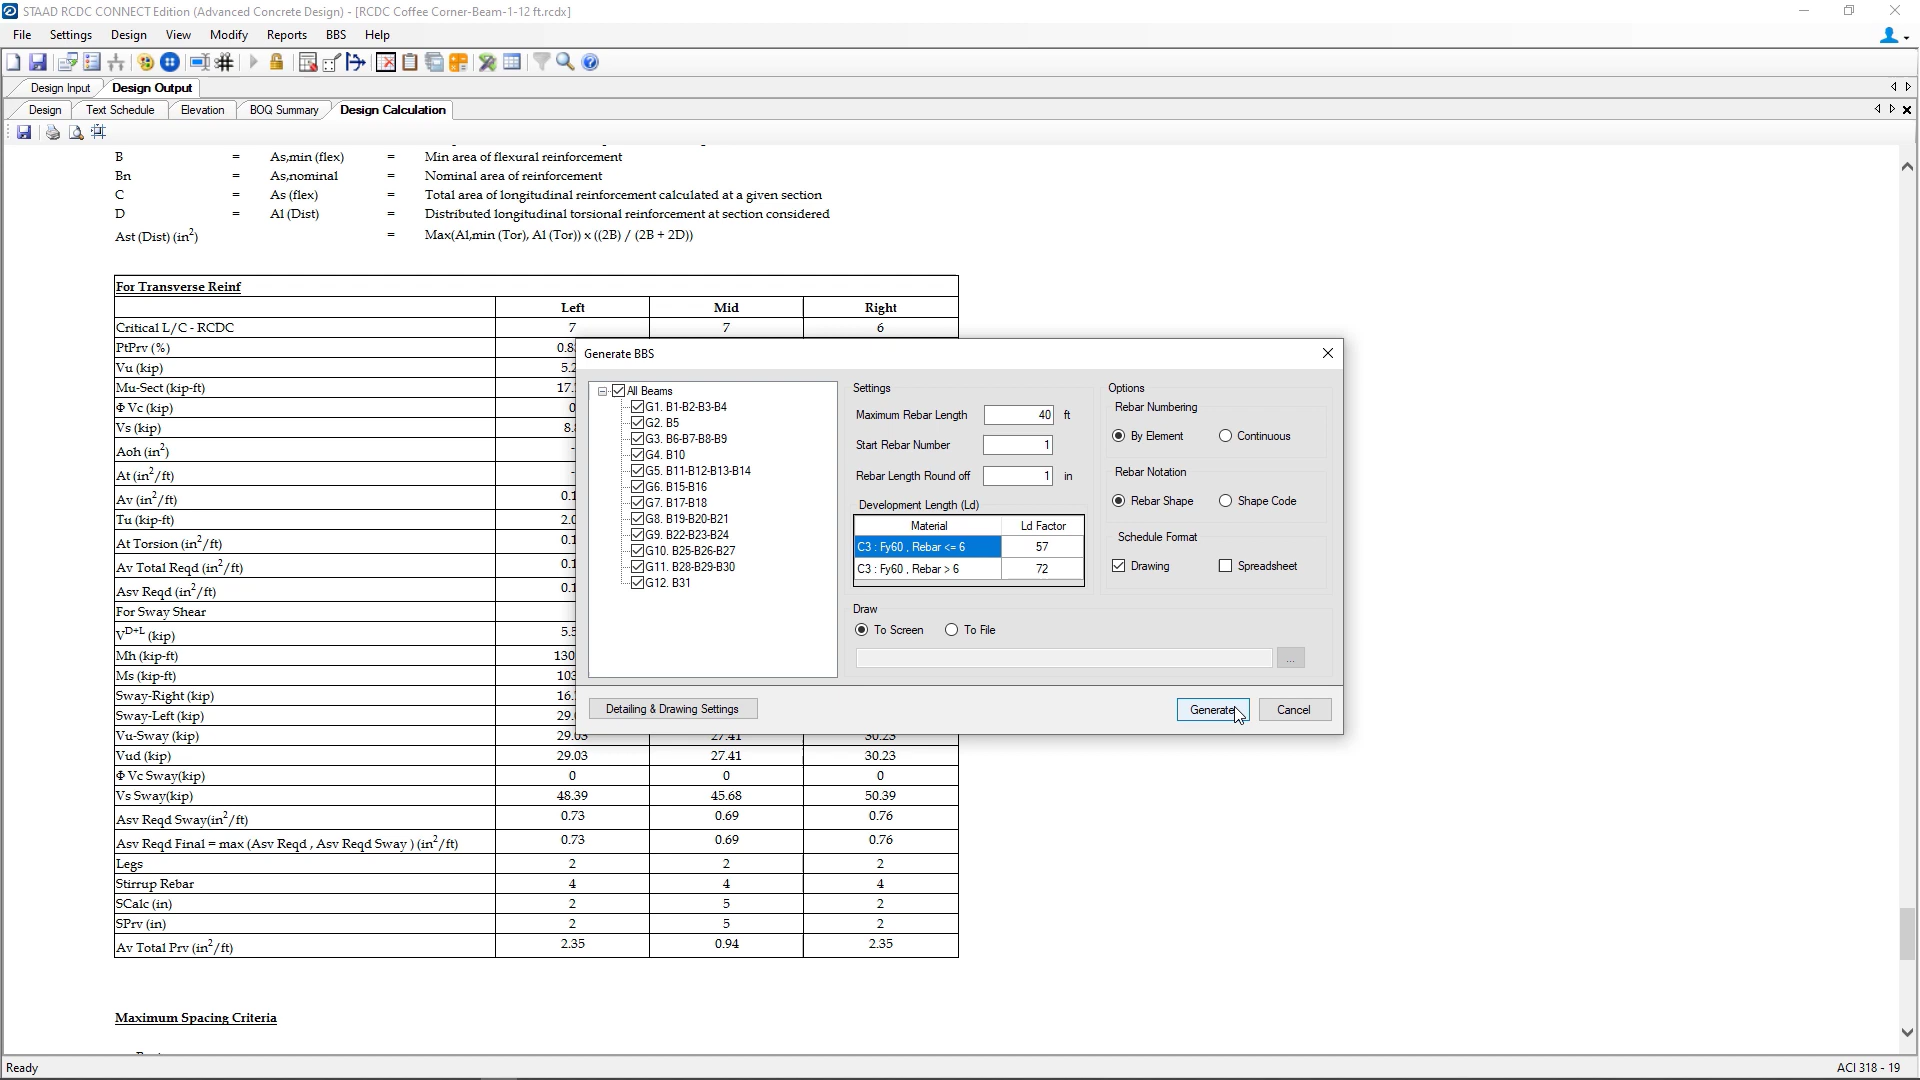 STAAD RCDC CONNECT Edition (Advanced Concrete Design) - [RCDC Coffee Corner-Beam-1-12 ft.rcdx]
File Settings Design View Modify Reports BBS Help
Design Input Design Output
Design Text Schedule Elevation BOQ Summary Design Calculation
B = As,min (flex) = Min area of flexural reinforcement
Bn = As,nominal = Nominal area of reinforcement
C = As (flex) = Total area of longitudinal reinforcement calculated at a given section
D = Al (Dist) = Distributed longitudinal torsional reinforcement at section considered
Ast (Dist) (in²) = Max(Al,min (Tor), Al (Tor)) x ((2B) / (2B + 2D))
For Transverse Reinf
Left Mid Right
Critical L/C - RCDC 7 7 6
PtPrv (%)
Vu (kip)
Mu-Sect (kip-ft)
Φ Vc (kip)
Vs (kip)
Aoh (in²)
At (in²/ft)
Av (in²/ft)
Tu (kip-ft)
At Torsion (in²/ft)
Av Total Reqd (in²/ft)
Asv Reqd (in²/ft)
For Sway Shear
V^D+L (kip)
Mh (kip-ft) 130
Ms (kip-ft) 103
Sway-Right (kip) 16.
Sway-Left (kip) 29.
Vu-Sway (kip) 29.03 27.41 30.23
Vud (kip) 29.03 27.41 30.23
Φ Vc Sway(kip) 0 0 0
Vs Sway(kip) 48.39 45.68 50.39
Asv Reqd Sway(in²/ft) 0.73 0.69 0.76
Asv Reqd Final = max (Asv Reqd , Asv Reqd Sway ) (in²/ft) 0.73 0.69 0.76
Legs 2 2 2
Stirrup Rebar 4 4 4
SCalc (in) 2 5 2
SPrv (in) 2 5 2
Av Total Prv (in²/ft) 2.35 0.94 2.35
Maximum Spacing Criteria
Generate BBS
All Beams
G1. B1-B2-B3-B4
G2. B5
G3. B6-B7-B8-B9
G4. B10
G5. B11-B12-B13-B14
G6. B15-B16
G7. B17-B18
G8. B19-B20-B21
G9. B22-B23-B24
G10. B25-B26-B27
G11. B28-B29-B30
G12. B31
Settings
Maximum Rebar Length 40 ft
Start Rebar Number 1
Rebar Length Round off 1 in
Development Length (Ld)
Material Ld Factor
C3 : Fy60 , Rebar <= 6 57
C3 : Fy60 , Rebar > 6 72
Options
Rebar Numbering
By Element Continuous
Rebar Notation
Rebar Shape Shape Code
Schedule Format
Drawing Spreadsheet
Draw
To Screen To File
...
Detailing & Drawing Settings Generate Cancel
Ready ACI 318 - 19